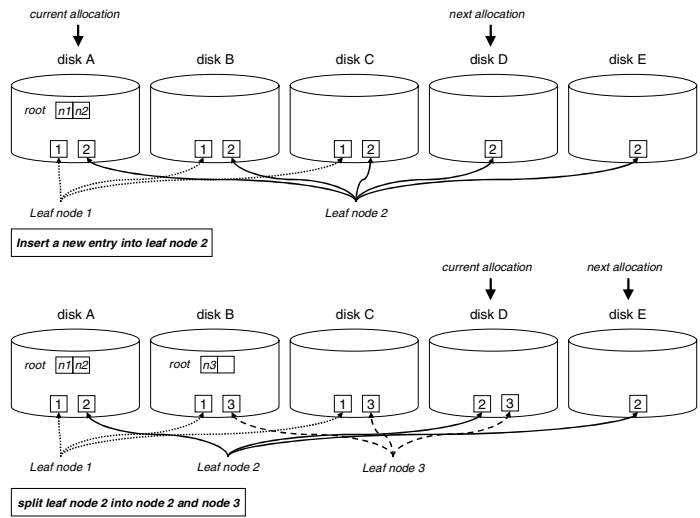 current allocation next allocation
disk A disk B disk C disk D disk E
root n1 n2
1 2 1 2 1 2 2 2
Leaf node 1 Leaf node 2
Insert a new entry into leaf node 2
current allocation next allocation
disk A disk B disk C disk D disk E
root n1 n2 root n3
1 2 1 3 1 3 2 3 2
Leaf node 1 Leaf node 2 Leaf node 3
split leaf node 2 into node 2 and node 3